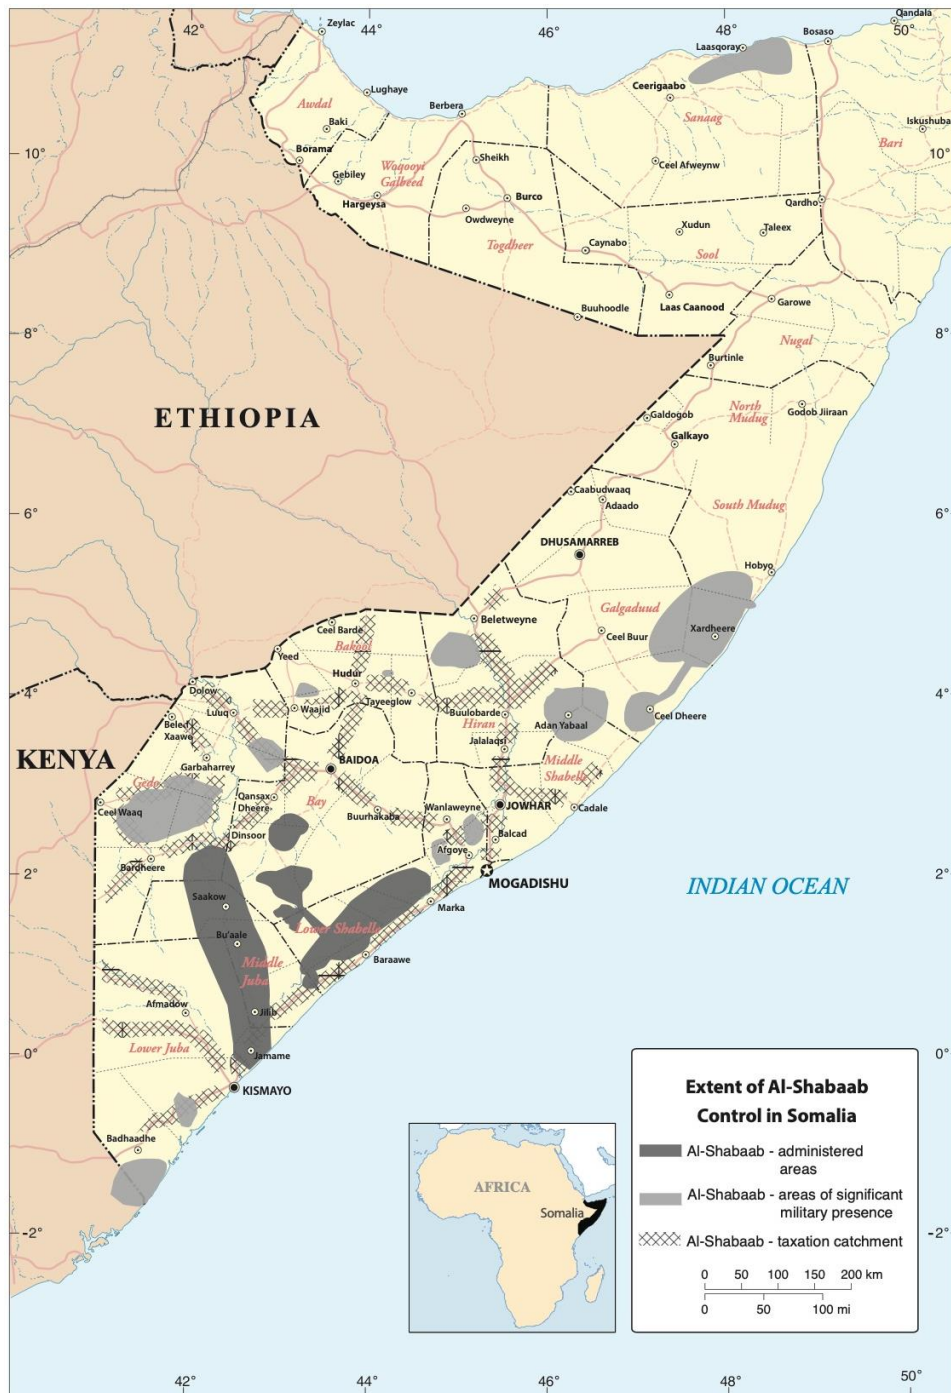 42°
44°
46°
48°
50°
Zeylac
Qandala
Bosaso
Laasqoray
Ceerigaabo
Lughaye
Berbera
Awdal
Sanaag
Baki
Iskushuba
Bari
10°
10°
Borama
Sheikh
Ceel Afweynw
Woqooyi
Galbeed
Gebiley
Hargeysa
Burco
Qardho
Owdweyne
Xudun
Taleex
Togdheer
Caynabo
Sool
Laas Caanood
Garowe
Buuhoodle
8°
8°
Nugal
Burtinle
ETHIOPIA
North
Mudug
Godob Jiiraan
Galdogob
Galkayo
Caabudwaaq
Adaado
South Mudug
6°
6°
DHUSAMARREB
Hobyo
Galgaduud
Beletweyne
Ceel Barde
Ceel Buur
Xardheere
Bakool
Yeed
Hudur
4°
4°
Dolow
Tayeeglow
Luuq
Waajid
Buulobarde
Adan Yabaal
Ceel Dheere
Beled
Xaawo
Hiran
Jalalaqsi
KENYA
Garbaharrey
BAIDOA
Middle
Shabelle
Gedo
Qansax
Dheere
Bay
Ceel Waaq
Buurhakaba
Wanlaweyne
JOWHAR
Cadale
Dinsoor
Balcad
Afgoye
Bardheere
2°
2°
MOGADISHU
INDIAN OCEAN
Saakow
Marka
Lower Shabelle
Bu'aale
Baraawe
Middle
Juba
Afmadow
Jilib
Lower Juba
Jamame
0°
0°
KISMAYO
Badhaadhe
-2°
-2°
AFRICA
Somalia
Extent of Al-Shabaab
Control in Somalia
Al-Shabaab - administered
areas
Al-Shabaab - areas of significant
military presence
Al-Shabaab - taxation catchment
0 50 100 150 200 km
0 50 100 mi
42°
44°
46°
48°
50°